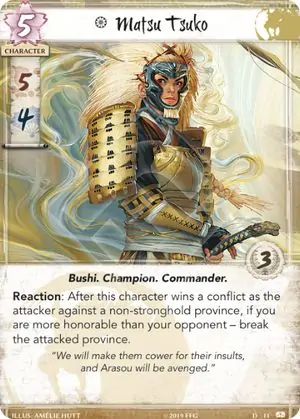 5
Matsu Tsuko
CHARACTER
5
4
3
Bushi. Champion. Commander.
Reaction: After this character wins a conflict as the
attacker against a non-stronghold province, if you
are more honorable than your opponent – break
the attacked province.
“We will make them cower for their insults,
and Arasou will be avenged.”
ILLUS: AMÉLIE HUTT
© 2019 FFG